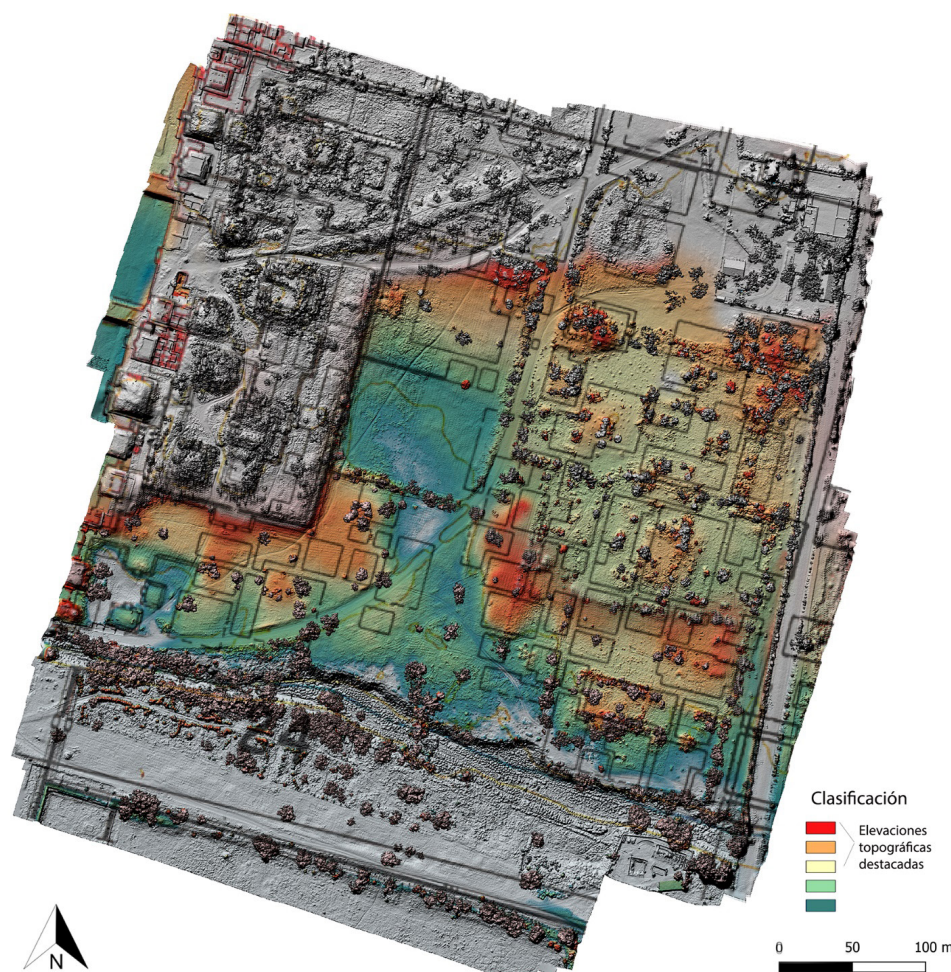 Clasificación
Elevaciones
topográficas
destacadas
0 50 100 m
N